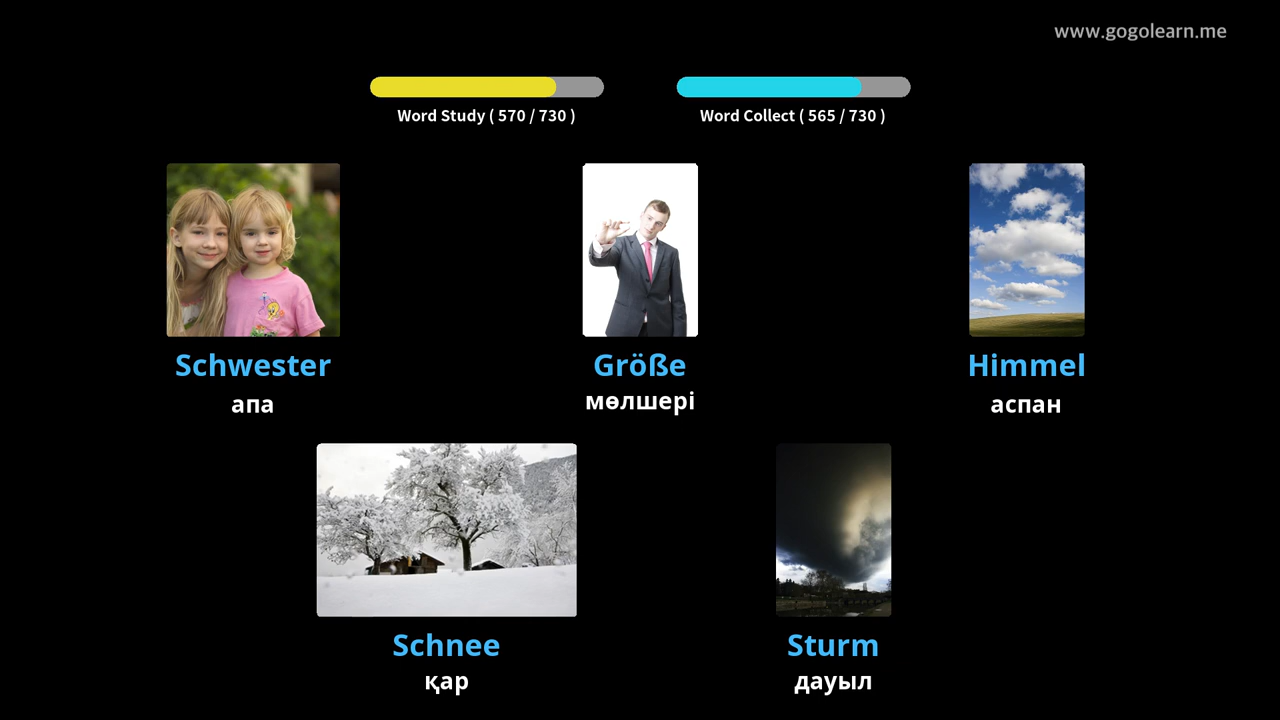 www.gogolearn.me
Word Study ( 570 / 730 )
Word Collect ( 565 / 730 )
Schwester
апа
Größe
мөлшері
Himmel
аспан
Schnee
қар
Sturm
дауыл